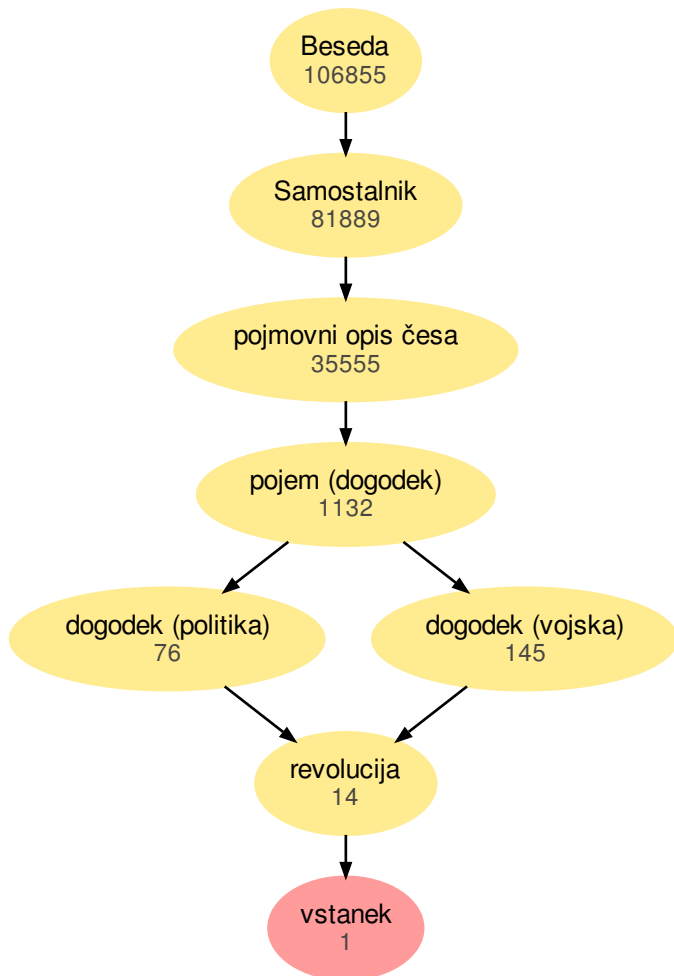 Beseda
106855
Samostalnik
81889
pojmovni opis česa
35555
pojem (dogodek)
1132
dogodek (politika)
76
dogodek (vojska)
145
revolucija
14
vstanek
1